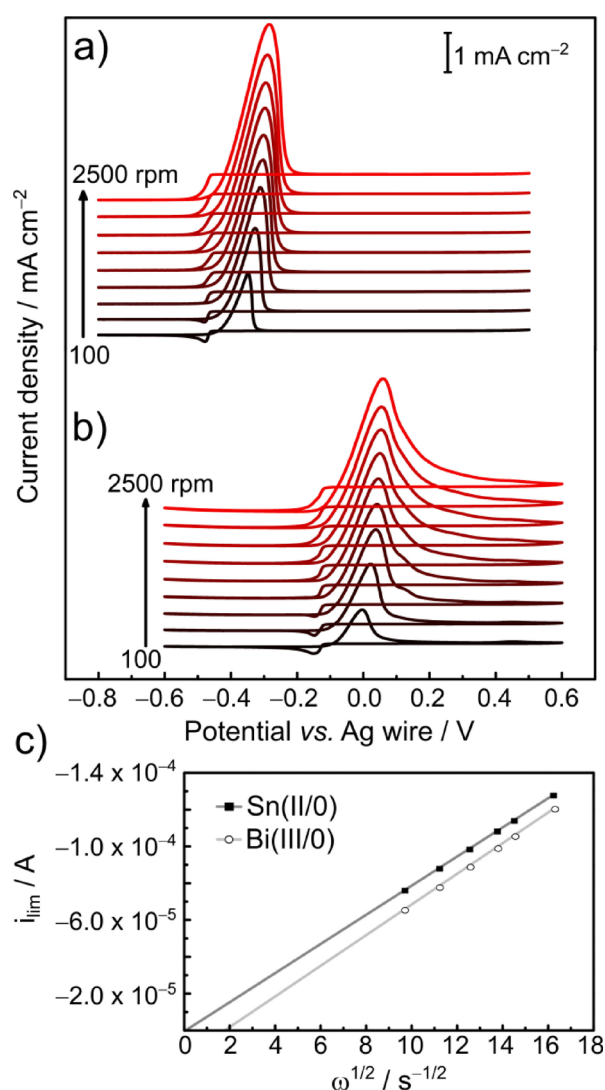 a)
1 mA cm⁻²
2500 rpm
100
b)
2500 rpm
100
Current density / mA cm⁻²
−0.8 −0.6 −0.4 −0.2 0.0 0.2 0.4 0.6
Potential vs. Ag wire / V
c)
−1.4 x 10⁻⁴
−1.0 x 10⁻⁴
−6.0 x 10⁻⁵
−2.0 x 10⁻⁵
Sn(II/0)
Bi(III/0)
i_lim / A
0 2 4 6 8 10 12 14 16 18
ω^1/2 / s^−1/2